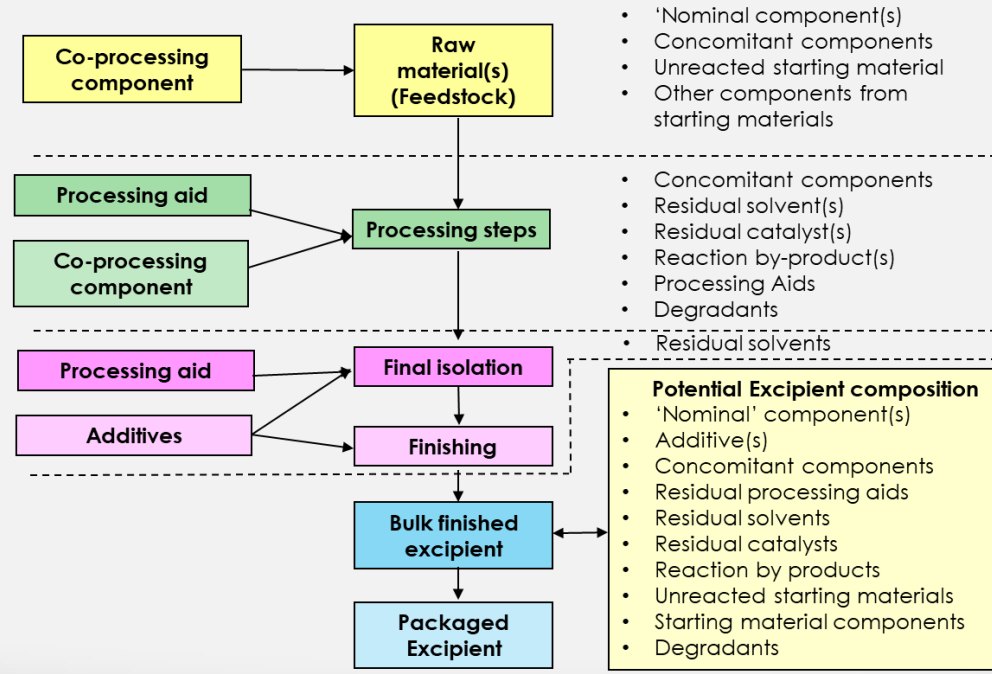 Co-processing
component
Raw
material(s)
(Feedstock)
• ‘Nominal component(s)
• Concomitant components
• Unreacted starting material
• Other components from
starting materials
Processing aid
Co-processing
component
Processing steps
• Concomitant components
• Residual solvent(s)
• Residual catalyst(s)
• Reaction by-product(s)
• Processing Aids
• Degradants
Processing aid
Additives
Final isolation
Finishing
• Residual solvents
Bulk finished
excipient
Packaged
Excipient
Potential Excipient composition
• ‘Nominal’ component(s)
• Additive(s)
• Concomitant components
• Residual processing aids
• Residual solvents
• Residual catalysts
• Reaction by products
• Unreacted starting materials
• Starting material components
• Degradants